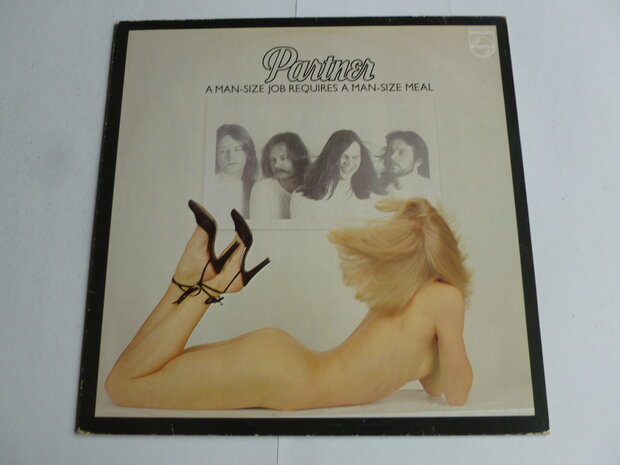 PHILIPS
Partner
A MAN-SIZE JOB REQUIRES A MAN-SIZE MEAL